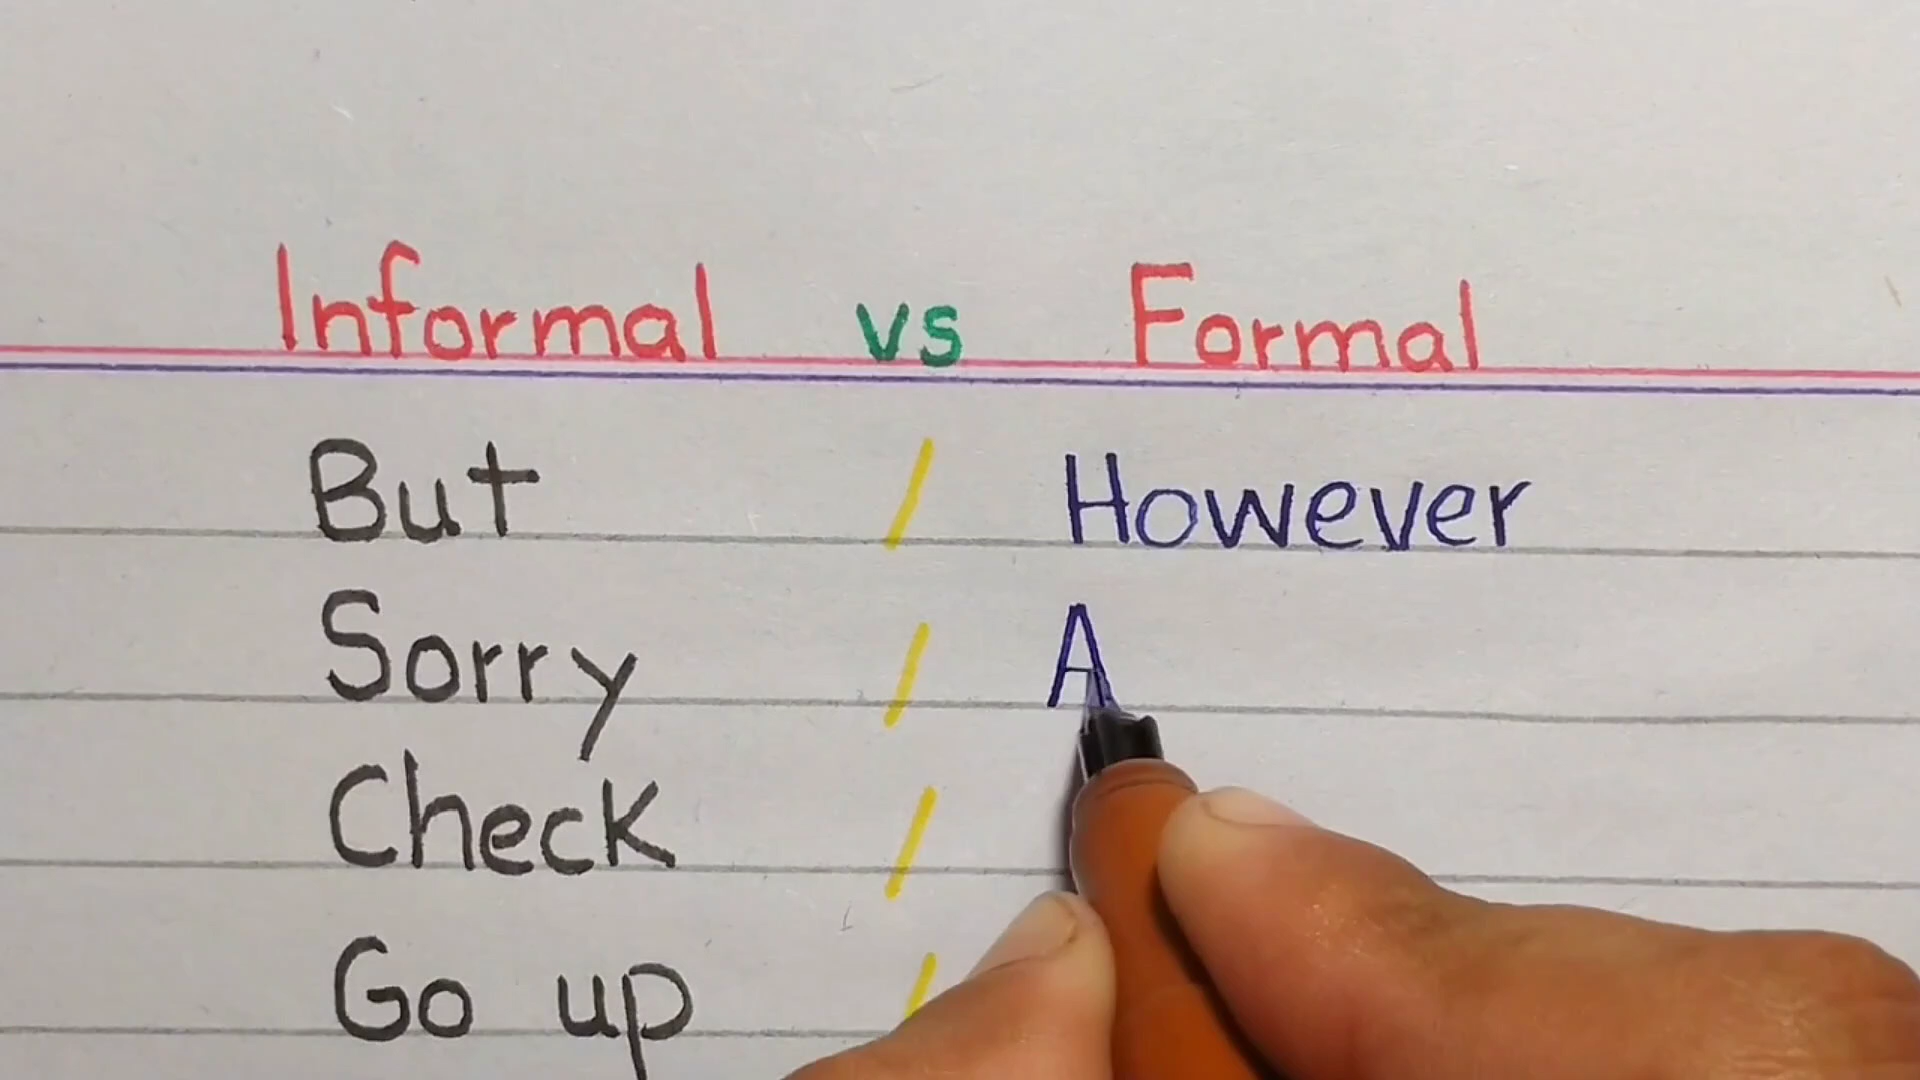 Informal vs Formal
But / However
Sorry / A
Check /
Go up /